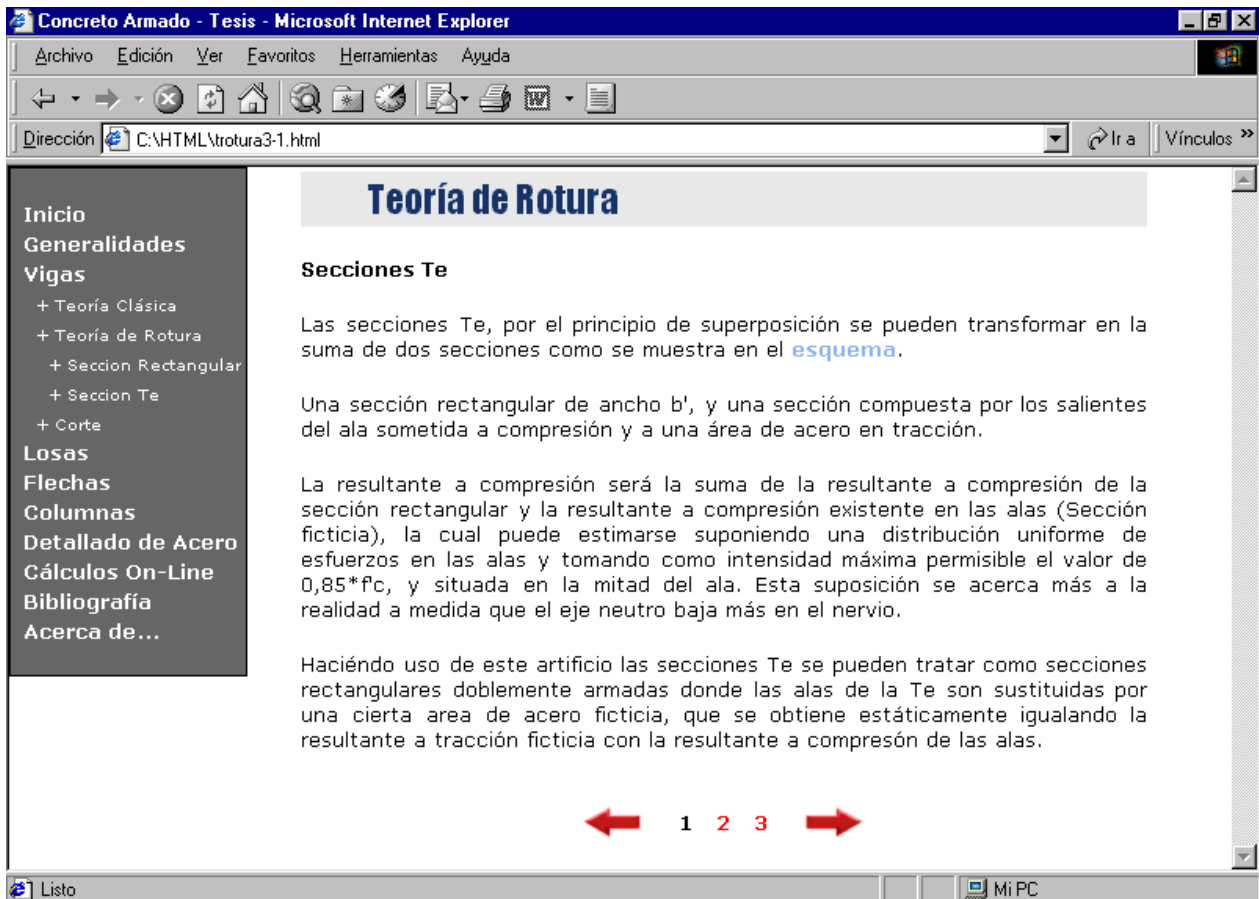 Concreto Armado - Tesis - Microsoft Internet Explorer
Archivo Edición Ver Favoritos Herramientas Ayuda
Dirección C:\HTML\trotura3-1.html Ir a Vínculos »
Inicio
Generalidades
Vigas
+ Teoría Clásica
+ Teoría de Rotura
+ Seccion Rectangular
+ Seccion Te
+ Corte
Losas
Flechas
Columnas
Detallado de Acero
Cálculos On-Line
Bibliografía
Acerca de...
Teoría de Rotura
Secciones Te
Las secciones Te, por el principio de superposición se pueden transformar en la
suma de dos secciones como se muestra en el esquema.
Una sección rectangular de ancho b', y una sección compuesta por los salientes
del ala sometida a compresión y a una área de acero en tracción.
La resultante a compresión será la suma de la resultante a compresión de la
sección rectangular y la resultante a compresión existente en las alas (Sección
ficticia), la cual puede estimarse suponiendo una distribución uniforme de
esfuerzos en las alas y tomando como intensidad máxima permisible el valor de
0,85*f'c, y situada en la mitad del ala. Esta suposición se acerca más a la
realidad a medida que el eje neutro baja más en el nervio.
Haciéndo uso de este artificio las secciones Te se pueden tratar como secciones
rectangulares doblemente armadas donde las alas de la Te son sustituidas por
una cierta area de acero ficticia, que se obtiene estáticamente igualando la
resultante a tracción ficticia con la resultante a compresón de las alas.
1 2 3
Listo Mi PC